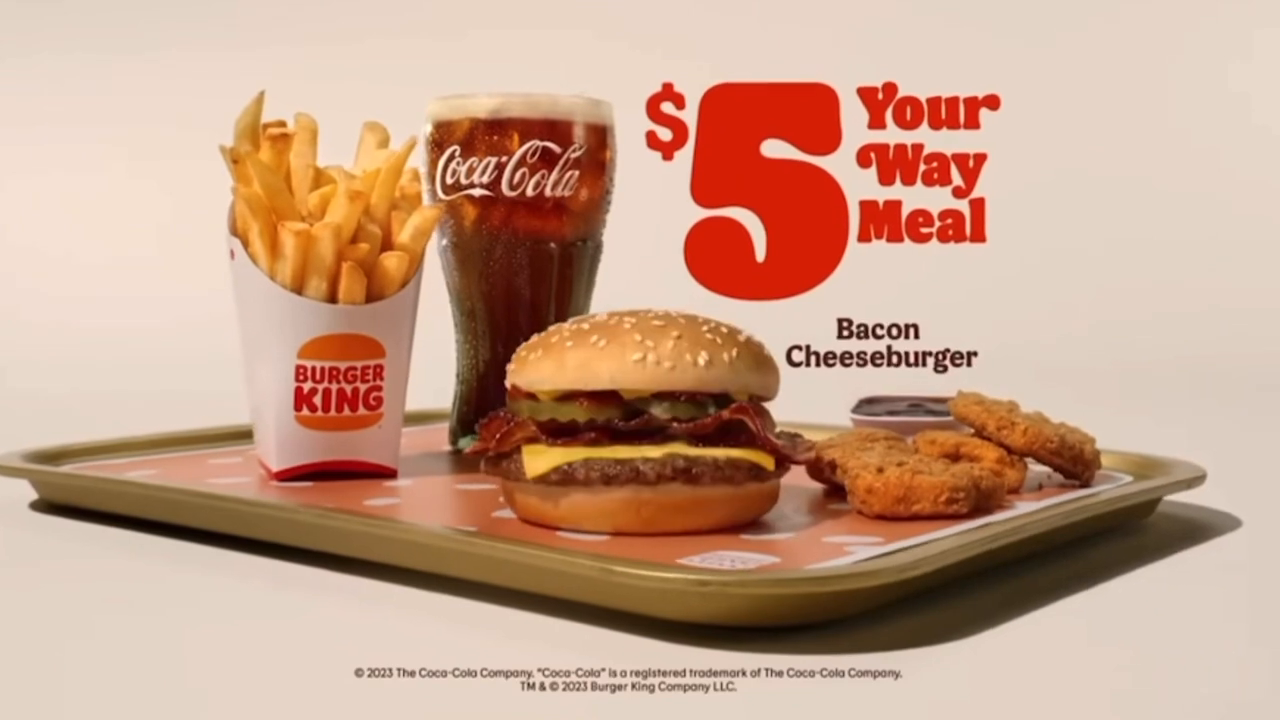 $5 Your
Way
Meal
Bacon
Cheeseburger
Coca-Cola
BURGER
KING
© 2023 The Coca-Cola Company. "Coca-Cola" is a registered trademark of The Coca-Cola Company.
TM & © 2023 Burger King Company LLC.